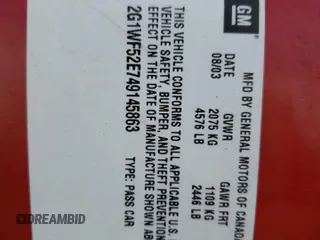 GM
MFD BY GENERAL MOTORS OF CANADA
DATE GVWR GAWR FRT
08/03 2075 KG 1109 KG
4576 LB 2446 LB
THIS VEHICLE CONFORMS TO ALL APPLICABLE U.S.
VEHICLE SAFETY, BUMPER, AND THEFT PREVENTION
EFFECT ON THE DATE OF MANUFACTURE SHOWN AB
2G1WF52E749145863 TYPE: PASS CAR
DREAMBID